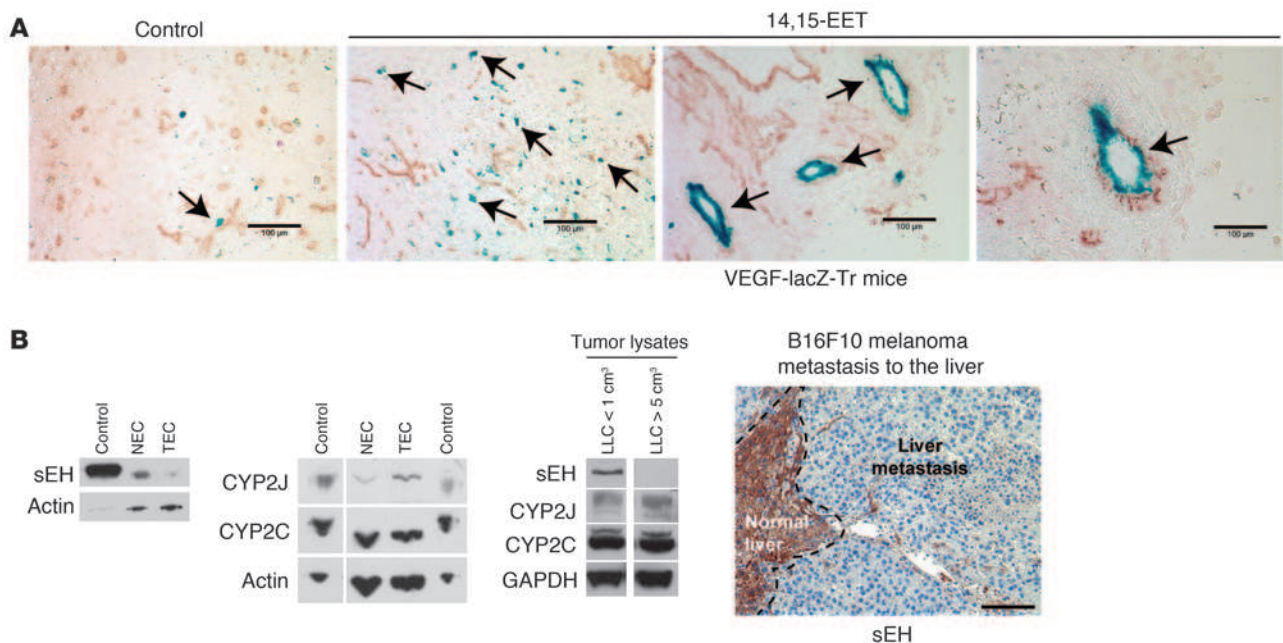 A
Control
14,15-EET
100 μm
100 μm
100 μm
100 μm
VEGF-lacZ-Tr mice
B
Control
NEC
TEC
sEH
Actin
Control
NEC
TEC
Control
CYP2J
CYP2C
Actin
Tumor lysates
LLC < 1 cm³
LLC > 5 cm³
sEH
CYP2J
CYP2C
GAPDH
B16F10 melanoma
metastasis to the liver
Liver
metastasis
Normal
liver
sEH